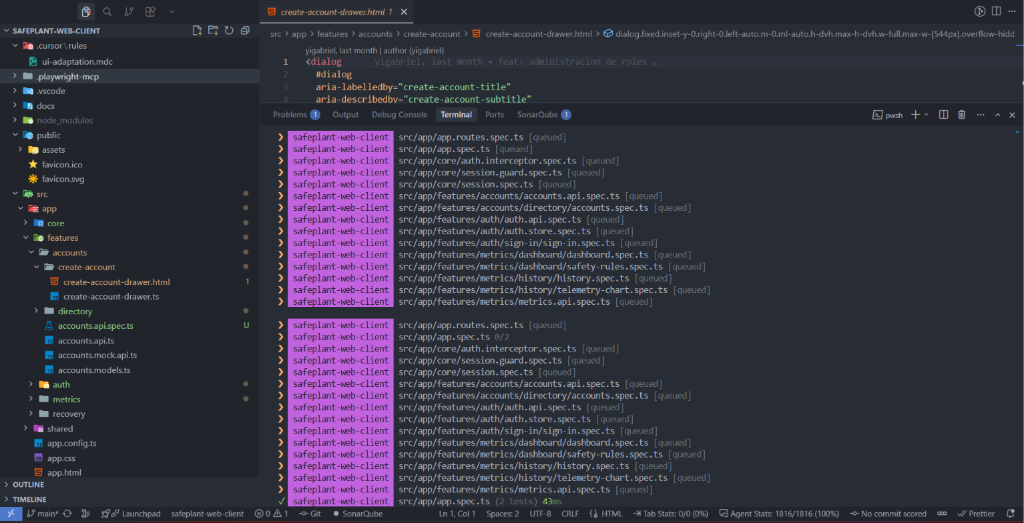 create-account-drawer.html 1
SAFEPLANT-WEB-CLIENT
.cursor\rules
ui-adaptation.mdc
.playwright-mcp
.vscode
docs
node_modules
public
assets
favicon.ico
favicon.svg
src
app
core
features
accounts
create-account
create-account-drawer.html 1
create-account-drawer.ts
directory
accounts.api.spec.ts U
accounts.api.ts
accounts.mock.api.ts
accounts.models.ts
auth
metrics
recovery
shared
app.config.ts
app.css
app.html
OUTLINE
TIMELINE
src > app > features > accounts > create-account > create-account-drawer.html > dialog.fixed.inset-y-0.right-0.left-auto.m-0.ml-auto.h-dvh.max-h-dvh.w-full.max-w-[544px].overflow-hidd
yigabriel, last month | author (yigabriel)
1 <dialog yigabriel, last month • feat: administracion de roles …
2 #dialog
3 aria-labelledby="create-account-title"
4 aria-describedby="create-account-subtitle"
Problems 1 Output Debug Console Terminal Ports SonarQube 1 pwsh
❯ safeplant-web-client src/app/app.routes.spec.ts [queued]
❯ safeplant-web-client src/app/app.spec.ts [queued]
❯ safeplant-web-client src/app/core/auth.interceptor.spec.ts [queued]
❯ safeplant-web-client src/app/core/session.guard.spec.ts [queued]
❯ safeplant-web-client src/app/core/session.spec.ts [queued]
❯ safeplant-web-client src/app/features/accounts/accounts.api.spec.ts [queued]
❯ safeplant-web-client src/app/features/accounts/directory/accounts.spec.ts [queued]
❯ safeplant-web-client src/app/features/auth/auth.api.spec.ts [queued]
❯ safeplant-web-client src/app/features/auth/auth.store.spec.ts [queued]
❯ safeplant-web-client src/app/features/auth/sign-in/sign-in.spec.ts [queued]
❯ safeplant-web-client src/app/features/metrics/dashboard/dashboard.spec.ts [queued]
❯ safeplant-web-client src/app/features/metrics/dashboard/safety-rules.spec.ts [queued]
❯ safeplant-web-client src/app/features/metrics/history/history.spec.ts [queued]
❯ safeplant-web-client src/app/features/metrics/history/telemetry-chart.spec.ts [queued]
❯ safeplant-web-client src/app/features/metrics/metrics.api.spec.ts [queued]
❯ safeplant-web-client src/app/app.routes.spec.ts [queued]
❯ safeplant-web-client src/app/app.spec.ts 0/2
❯ safeplant-web-client src/app/core/auth.interceptor.spec.ts [queued]
❯ safeplant-web-client src/app/core/session.guard.spec.ts [queued]
❯ safeplant-web-client src/app/core/session.spec.ts [queued]
❯ safeplant-web-client src/app/features/accounts/accounts.api.spec.ts [queued]
❯ safeplant-web-client src/app/features/accounts/directory/accounts.spec.ts [queued]
❯ safeplant-web-client src/app/features/auth/auth.api.spec.ts [queued]
❯ safeplant-web-client src/app/features/auth/auth.store.spec.ts [queued]
❯ safeplant-web-client src/app/features/auth/sign-in/sign-in.spec.ts [queued]
❯ safeplant-web-client src/app/features/metrics/dashboard/dashboard.spec.ts [queued]
❯ safeplant-web-client src/app/features/metrics/dashboard/safety-rules.spec.ts [queued]
❯ safeplant-web-client src/app/features/metrics/history/history.spec.ts [queued]
❯ safeplant-web-client src/app/features/metrics/history/telemetry-chart.spec.ts [queued]
❯ safeplant-web-client src/app/features/metrics/metrics.api.spec.ts [queued]
✓ safeplant-web-client src/app/app.spec.ts (2 tests) 43ms
main* Launchpad safeplant-web-client 0 1 Git SonarQube Ln 1, Col 1 Spaces: 2 UTF-8 CRLF HTML Tab Stats: 0/0 (0%) Agent Stats: 1816/1816 (100%) No commit scored Prettier